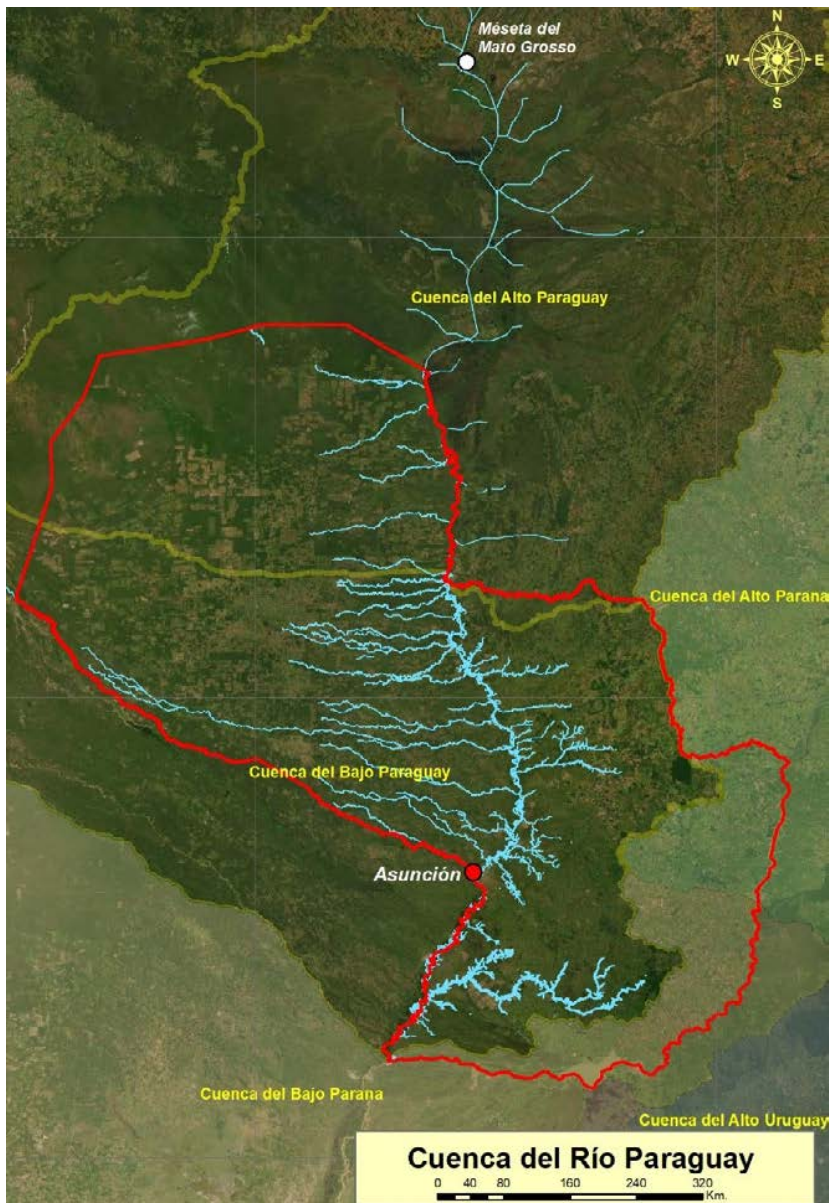 Meseta del
Mato Grosso
N
W
E
S
Cuenca del Alto Paraguay
Cuenca del Alto Parana
Cuenca del Bajo Paraguay
Asunción
Cuenca del Bajo Parana
Cuenca del Alto Uruguay
Cuenca del Río Paraguay
0 40 80 160 240 320
Km.